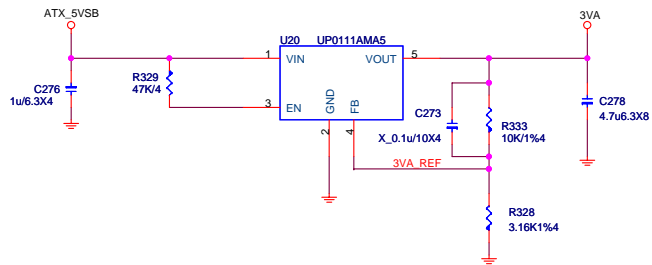 ATX_5VSB
3VA
U20 UP0111AMA5
1 VIN VOUT 5
C276
1u/6.3X4
R329
47K/4
3 EN
GND
FB
2
4
C273
X_0.1u/10X4
R333
10K/1%4
C278
4.7u6.3X8
3VA_REF
R328
3.16K1%4